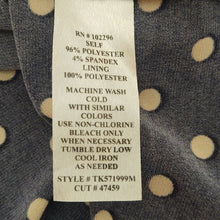 RN # 102296
SELF
96% POLYESTER
4% SPANDEX
LINING
100% POLYESTER
MACHINE WASH
COLD
WITH SIMILAR
COLORS
USE NON-CHLORINE
BLEACH ONLY
WHEN NECESSARY
TUMBLE DRY LOW
COOL IRON
AS NEEDED
STYLE # TK571999M
CUT # 47459